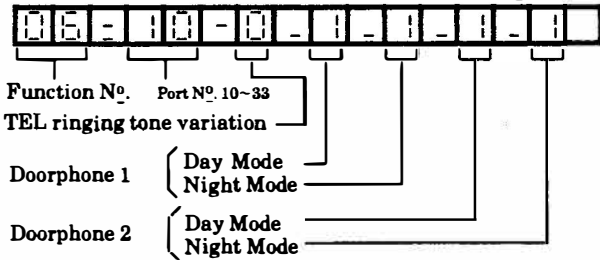 06=10-0_1_1_1_1
Function Nº. Port Nº. 10~33
TEL ringing tone variation
Doorphone 1
Day Mode
Night Mode
Doorphone 2
Day Mode
Night Mode